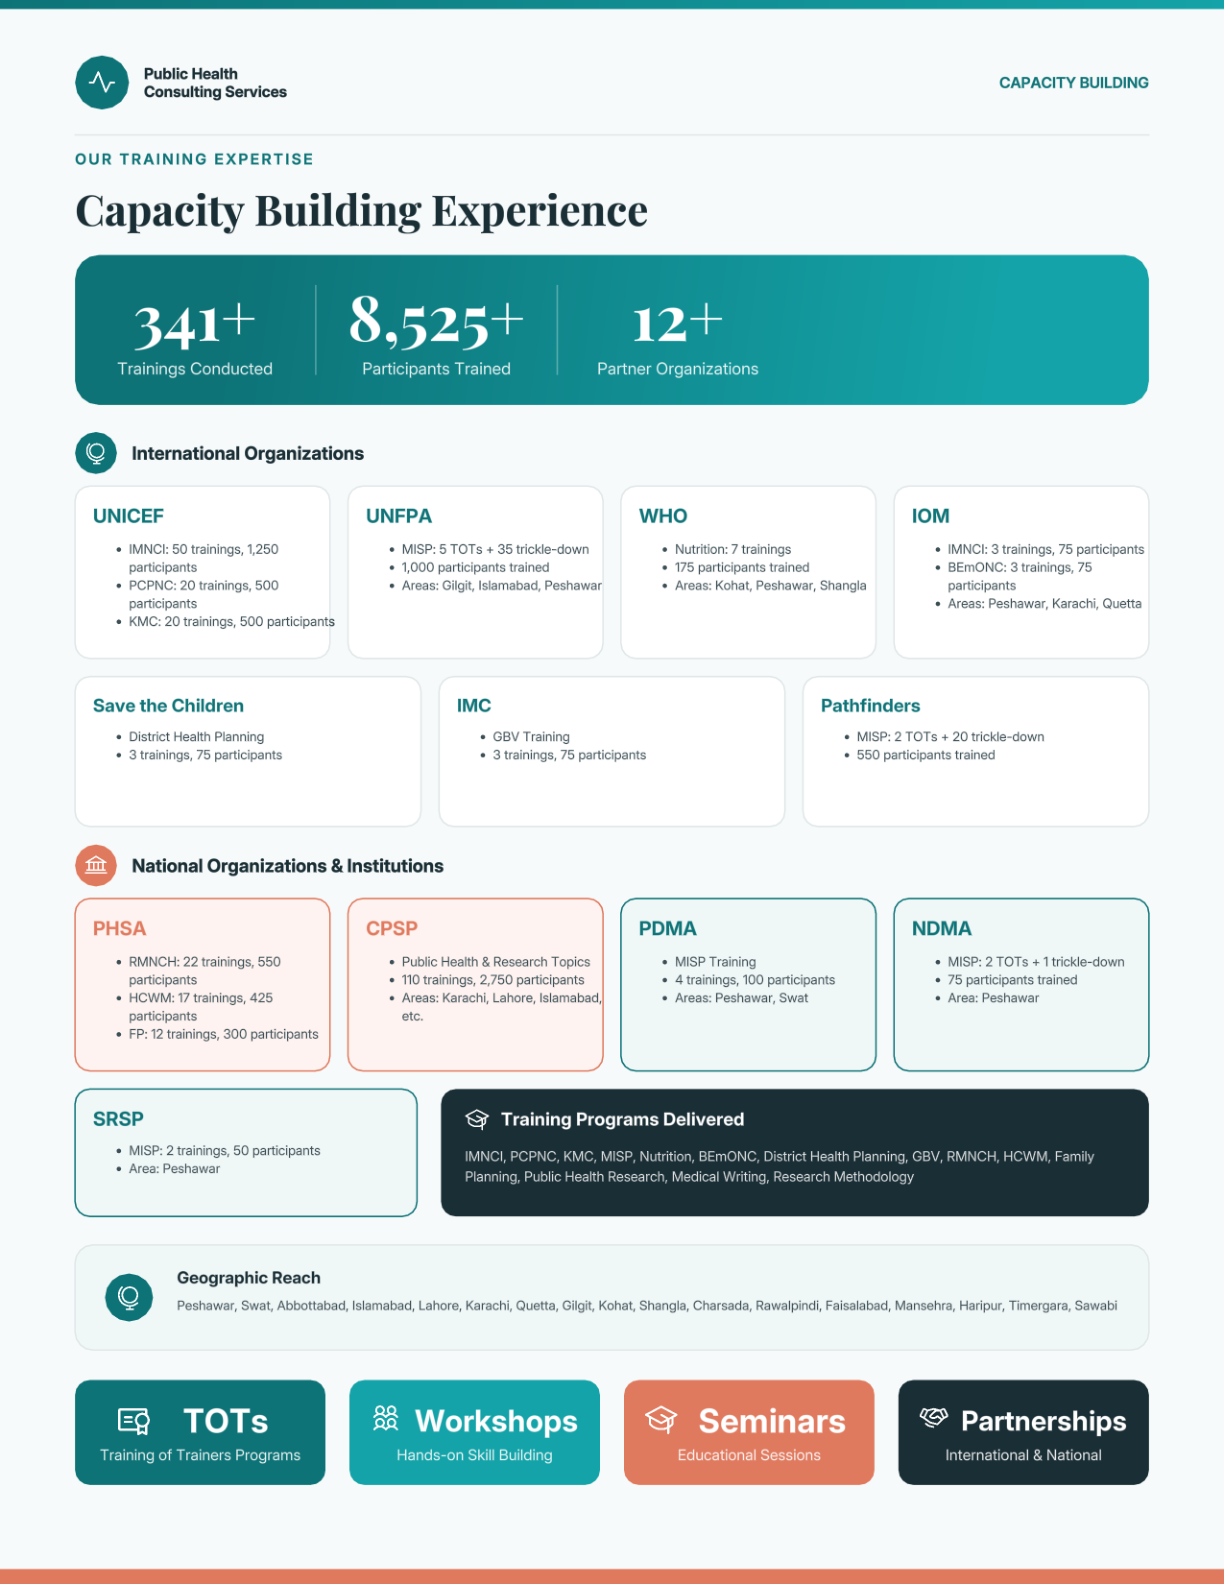 Public Health
Consulting Services
CAPACITY BUILDING
OUR TRAINING EXPERTISE
Capacity Building Experience
341+
Trainings Conducted
8,525+
Participants Trained
12+
Partner Organizations
International Organizations
UNICEF
• IMNCI: 50 trainings, 1,250
participants
• PCPNC: 20 trainings, 500
participants
• KMC: 20 trainings, 500 participants
UNFPA
• MISP: 5 TOTs + 35 trickle-down
• 1,000 participants trained
• Areas: Gilgit, Islamabad, Peshawar
WHO
• Nutrition: 7 trainings
• 175 participants trained
• Areas: Kohat, Peshawar, Shangla
IOM
• IMNCI: 3 trainings, 75 participants
• BEmONC: 3 trainings, 75
participants
• Areas: Peshawar, Karachi, Quetta
Save the Children
• District Health Planning
• 3 trainings, 75 participants
IMC
• GBV Training
• 3 trainings, 75 participants
Pathfinders
• MISP: 2 TOTs + 20 trickle-down
• 550 participants trained
National Organizations & Institutions
PHSA
• RMNCH: 22 trainings, 550
participants
• HCWM: 17 trainings, 425
participants
• FP: 12 trainings, 300 participants
CPSP
• Public Health & Research Topics
• 110 trainings, 2,750 participants
• Areas: Karachi, Lahore, Islamabad,
etc.
PDMA
• MISP Training
• 4 trainings, 100 participants
• Areas: Peshawar, Swat
NDMA
• MISP: 2 TOTs + 1 trickle-down
• 75 participants trained
• Area: Peshawar
SRSP
• MISP: 2 trainings, 50 participants
• Area: Peshawar
Training Programs Delivered
IMNCI, PCPNC, KMC, MISP, Nutrition, BEmONC, District Health Planning, GBV, RMNCH, HCWM, Family
Planning, Public Health Research, Medical Writing, Research Methodology
Geographic Reach
Peshawar, Swat, Abbottabad, Islamabad, Lahore, Karachi, Quetta, Gilgit, Kohat, Shangla, Charsada, Rawalpindi, Faisalabad, Mansehra, Haripur, Timergara, Sawabi
TOTs
Training of Trainers Programs
Workshops
Hands-on Skill Building
Seminars
Educational Sessions
Partnerships
International & National